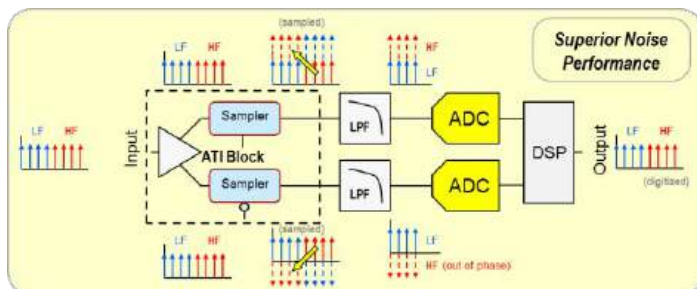 (sampled)
LF HF
HF
LF
Superior Noise
Performance
LF HF
Input
Sampler
ATI Block
Sampler
LPF
LPF
ADC
ADC
DSP
Output
LF HF
(digitized)
(sampled)
LF HF
LF
HF (out of phase)